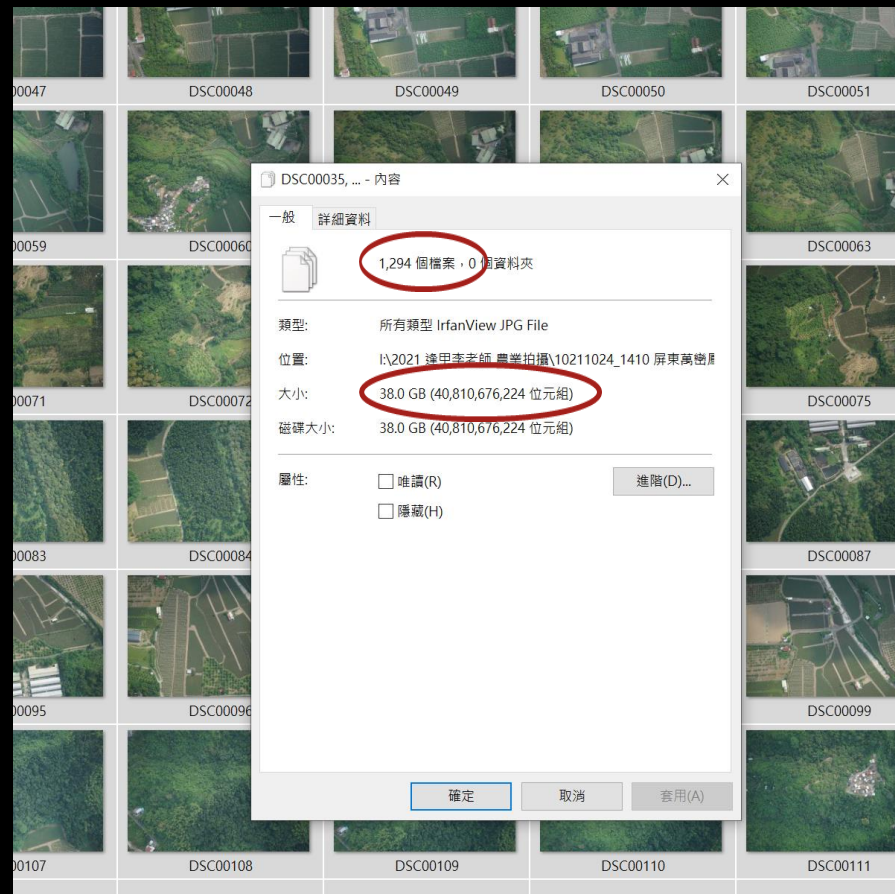 DSC00048
DSC00049
DSC00050
DSC00051
DSC00035, ... - 內容
一般
詳細資料
1,294 個檔案，0 個資料夾
類型:
所有類型 IrfanView JPG File
位置:
I:\2021 逢甲李老師 農業拍攝\10211024_1410 屏東萬巒
大小:
38.0 GB (40,810,676,224 位元組)
磁碟大小:
38.0 GB (40,810,676,224 位元組)
屬性:
唯讀(R)
進階(D)...
隱藏(H)
確定
取消
套用(A)
00059
DSC00060
DSC00063
00071
DSC00072
DSC00075
00083
DSC00084
DSC00087
00095
DSC00096
DSC00099
00107
DSC00108
DSC00109
DSC00110
DSC00111